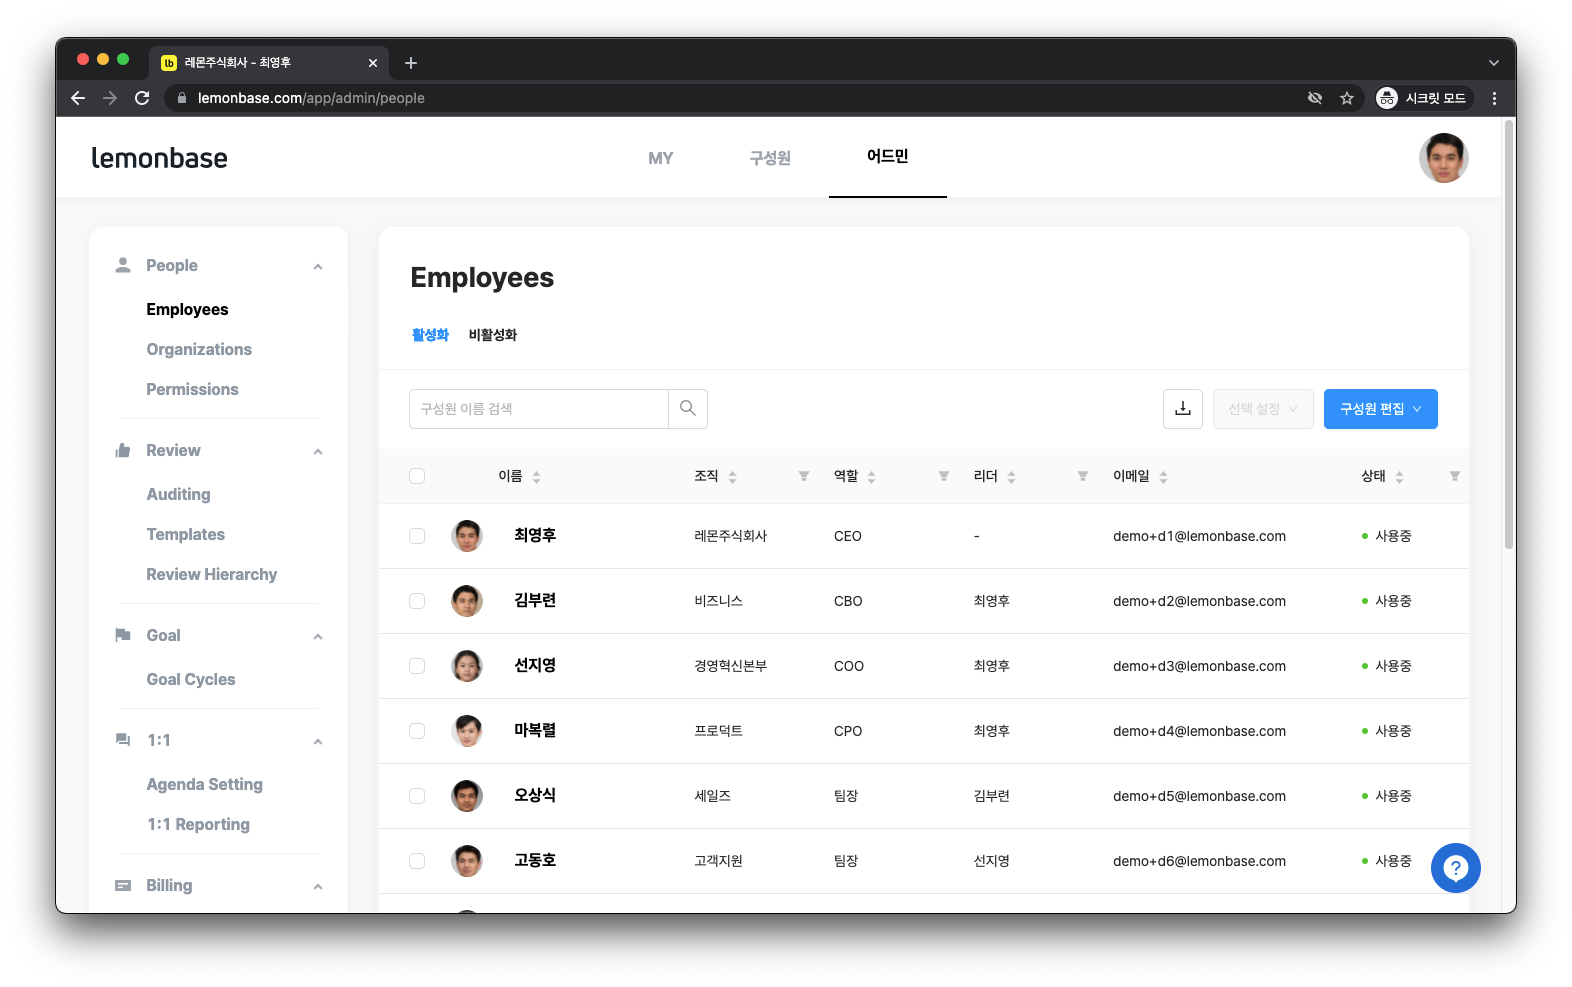 lb 레몬주식회사 - 최영후
lemonbase.com/app/admin/people
시크릿 모드
lemonbase
MY
구성원
어드민
People
Employees
Organizations
Permissions
Review
Auditing
Templates
Review Hierarchy
Goal
Goal Cycles
1:1
Agenda Setting
1:1 Reporting
Billing
Employees
활성화 비활성화
구성원 이름 검색
선택 설정
구성원 편집
이름 조직 역할 리더 이메일 상태
최영후 레몬주식회사 CEO - demo+d1@lemonbase.com 사용중
김부련 비즈니스 CBO 최영후 demo+d2@lemonbase.com 사용중
선지영 경영혁신본부 COO 최영후 demo+d3@lemonbase.com 사용중
마복렬 프로덕트 CPO 최영후 demo+d4@lemonbase.com 사용중
오상식 세일즈 팀장 김부련 demo+d5@lemonbase.com 사용중
고동호 고객지원 팀장 선지영 demo+d6@lemonbase.com 사용중
?